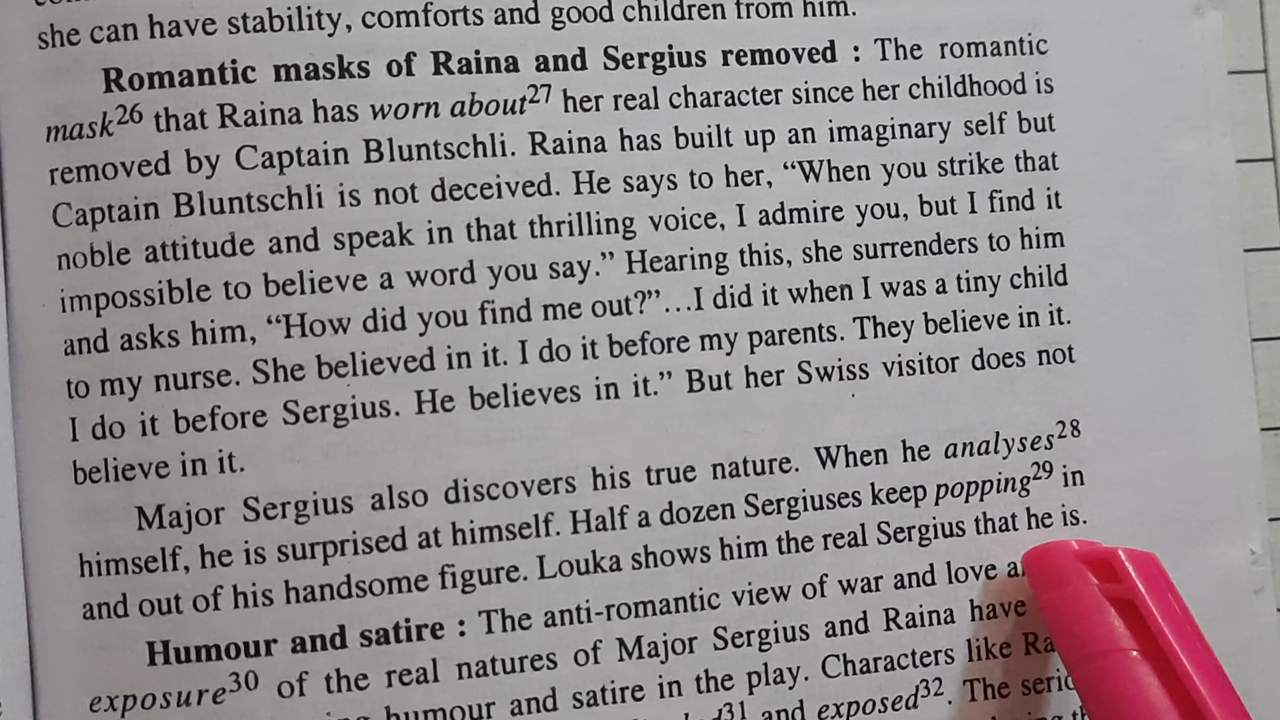 she can have stability, comforts and good children from him.
Romantic masks of Raina and Sergius removed : The romantic
mask26 that Raina has worn about27 her real character since her childhood is
removed by Captain Bluntschli. Raina has built up an imaginary self but
Captain Bluntschli is not deceived. He says to her, “When you strike that
noble attitude and speak in that thrilling voice, I admire you, but I find it
impossible to believe a word you say.” Hearing this, she surrenders to him
and asks him, “How did you find me out?”...I did it when I was a tiny child
to my nurse. She believed in it. I do it before my parents. They believe in it.
I do it before Sergius. He believes in it.” But her Swiss visitor does not
believe in it.
Major Sergius also discovers his true nature. When he analyses28
himself, he is surprised at himself. Half a dozen Sergiuses keep popping29 in
and out of his handsome figure. Louka shows him the real Sergius that he is.
Humour and satire : The anti-romantic view of war and love
exposure30 of the real natures of Major Sergius and Raina have
humour and satire in the play. Characters like
31 and exposed32. The